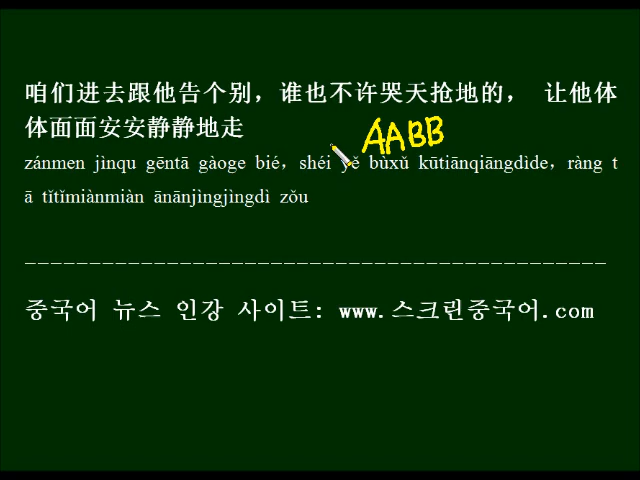 咱们进去跟他告个别，谁也不许哭天抢地的， 让他体
体面面安安静静地走
AABB
zánmen jìnqu gēntā gàoge bié，shéi yě bùxǔ kūtiānqiāngdìde，ràng t
ā tǐtǐmiànmiàn ānānjìngjìngdì zǒu
---------------------------------------------
중국어 뉴스 인강 사이트: www.스크린중국어.com